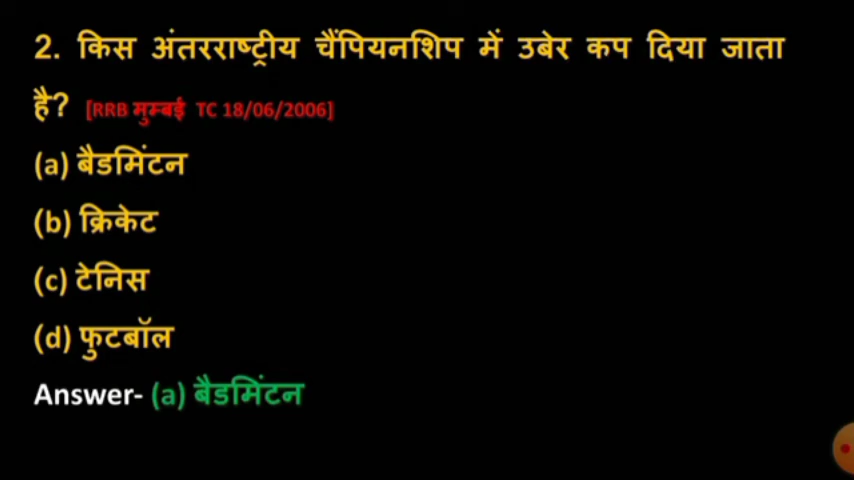 2. किस अंतरराष्ट्रीय चैंपियनशिप में उबेर कप दिया जाता
है? [RRB मुम्बई TC 18/06/2006]
(a) बैडमिंटन
(b) क्रिकेट
(c) टेनिस
(d) फुटबॉल
Answer- (a) बैडमिंटन